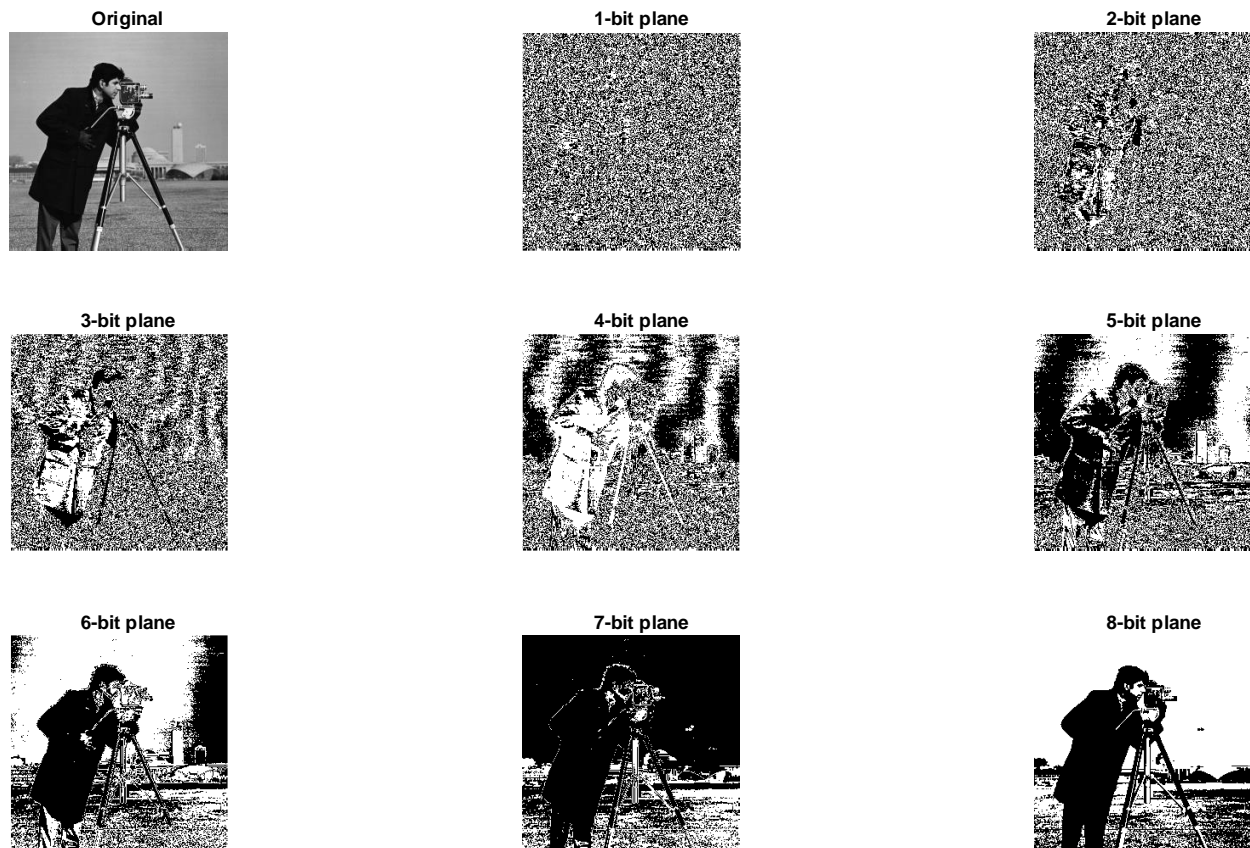 Original
1-bit plane
2-bit plane
3-bit plane
4-bit plane
5-bit plane
6-bit plane
7-bit plane
8-bit plane